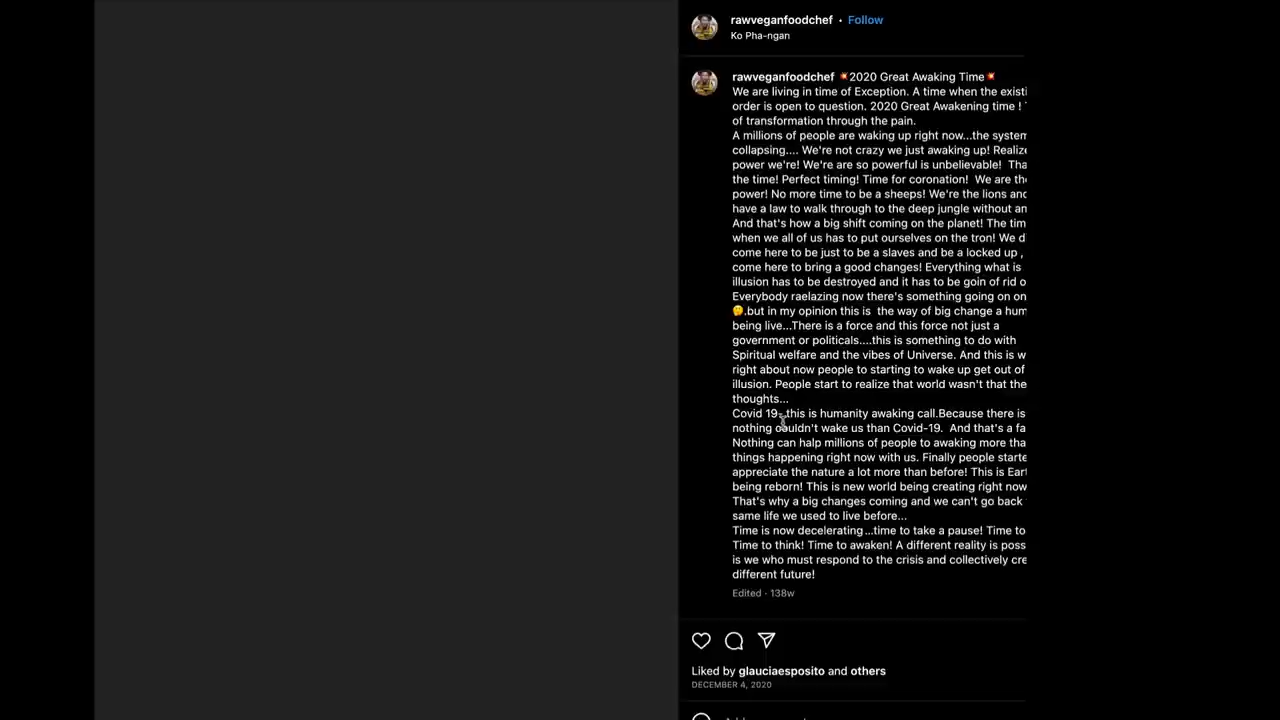 rawveganfoodchef • Follow
Ko Pha-ngan
rawveganfoodchef 💥2020 Great Awaking Time💥
We are living in time of Exception. A time when the existi
order is open to question. 2020 Great Awakening time !
of transformation through the pain.
A millions of people are waking up right now...the system
collapsing.... We're not crazy we just awaking up! Realize
power we're! We're are so powerful is unbelievable! Tha
the time! Perfect timing! Time for coronation! We are the
power! No more time to be a sheeps! We're the lions and
have a law to walk through to the deep jungle without an
And that's how a big shift coming on the planet! The tim
when we all of us has to put ourselves on the tron! We d
come here to be just to be a slaves and be a locked up ,
come here to bring a good changes! Everything what is
illusion has to be destroyed and it has to be goin of rid o
Everybody raelazing now there's something going on on
🤔.but in my opinion this is the way of big change a hum
being live...There is a force and this force not just a
government or politicals....this is something to do with
Spiritual welfare and the vibes of Universe. And this is w
right about now people to starting to wake up get out of
illusion. People start to realize that world wasn't that the
thoughts...
Covid 19-this is humanity awaking call.Because there is
nothing couldn't wake us than Covid-19. And that's a fa
Nothing can halp millions of people to awaking more tha
things happening right now with us. Finally people starte
appreciate the nature a lot more than before! This is Eart
being reborn! This is new world being creating right now
That's why a big changes coming and we can't go back
same life we used to live before...
Time is now decelerating...time to take a pause! Time to
Time to think! Time to awaken! A different reality is poss
is we who must respond to the crisis and collectively cre
different future!
Edited · 138w
Liked by glauciaesposito and others
DECEMBER 4, 2020